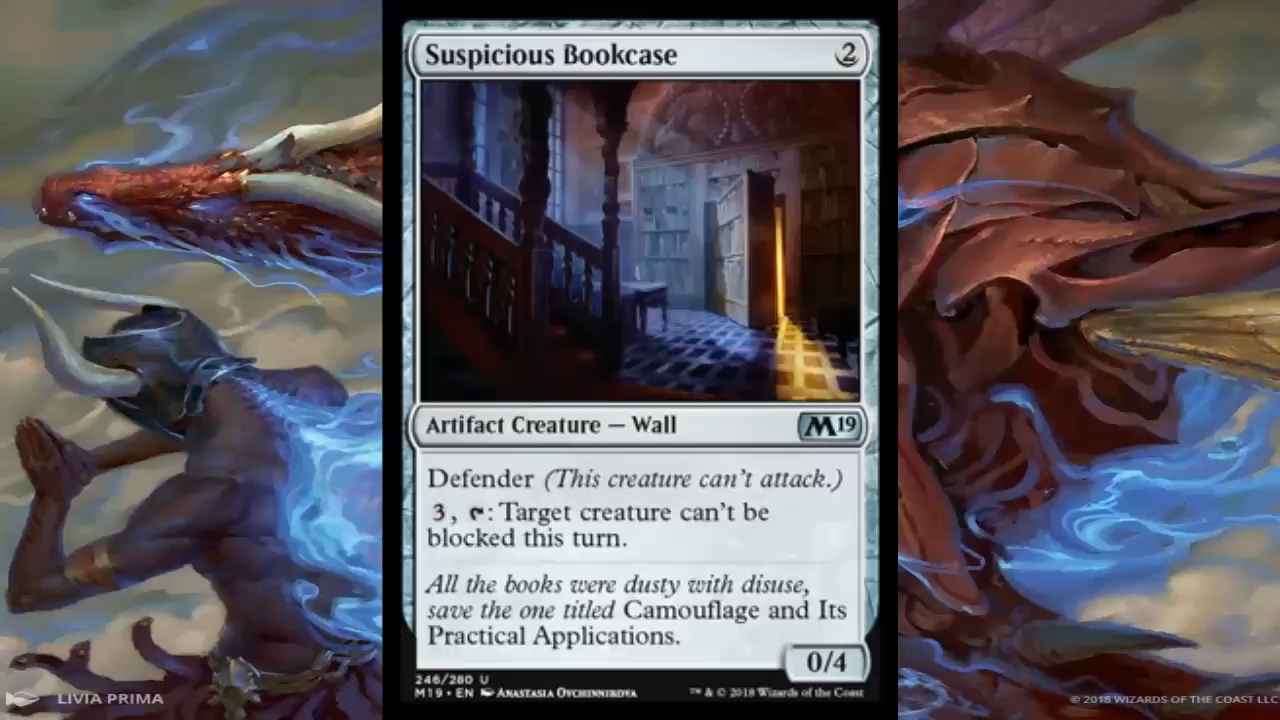 Suspicious Bookcase 2
Artifact Creature — Wall M19
Defender (This creature can't attack.)
3, T: Target creature can't be
blocked this turn.
All the books were dusty with disuse,
save the one titled Camouflage and Its
Practical Applications.
0/4
246/280 U
M19 • EN Anastasia Ovchinnikova ™ & © 2018 Wizards of the Coast
LIVIA PRIMA
© 2018 WIZARDS OF THE COAST LLC